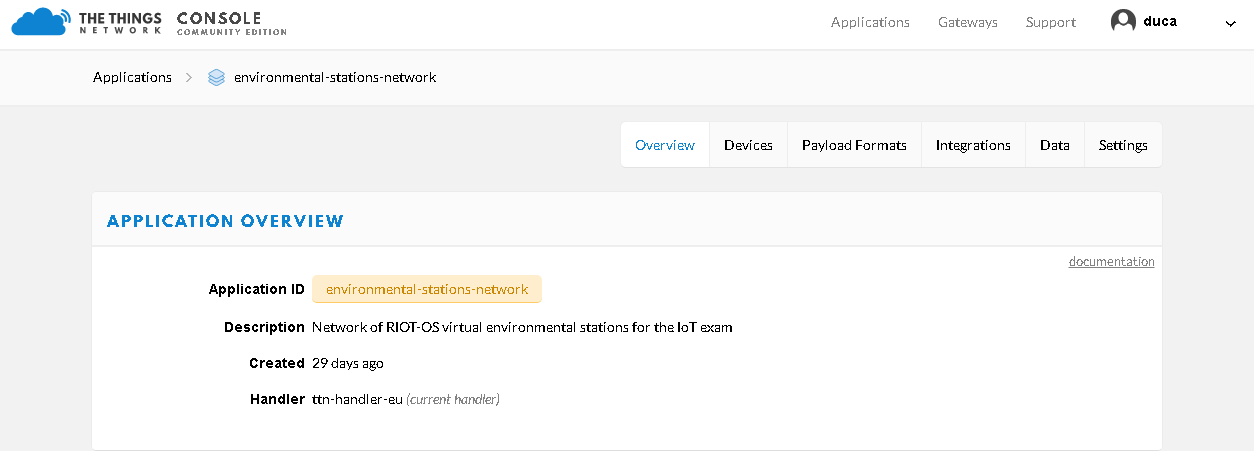 THE THINGS NETWORK CONSOLE COMMUNITY EDITION
Applications Gateways Support duca
Applications environmental-stations-network
Overview Devices Payload Formats Integrations Data Settings
APPLICATION OVERVIEW
documentation
Application ID environmental-stations-network
Description Network of RIOT-OS virtual environmental stations for the IoT exam
Created 29 days ago
Handler ttn-handler-eu (current handler)